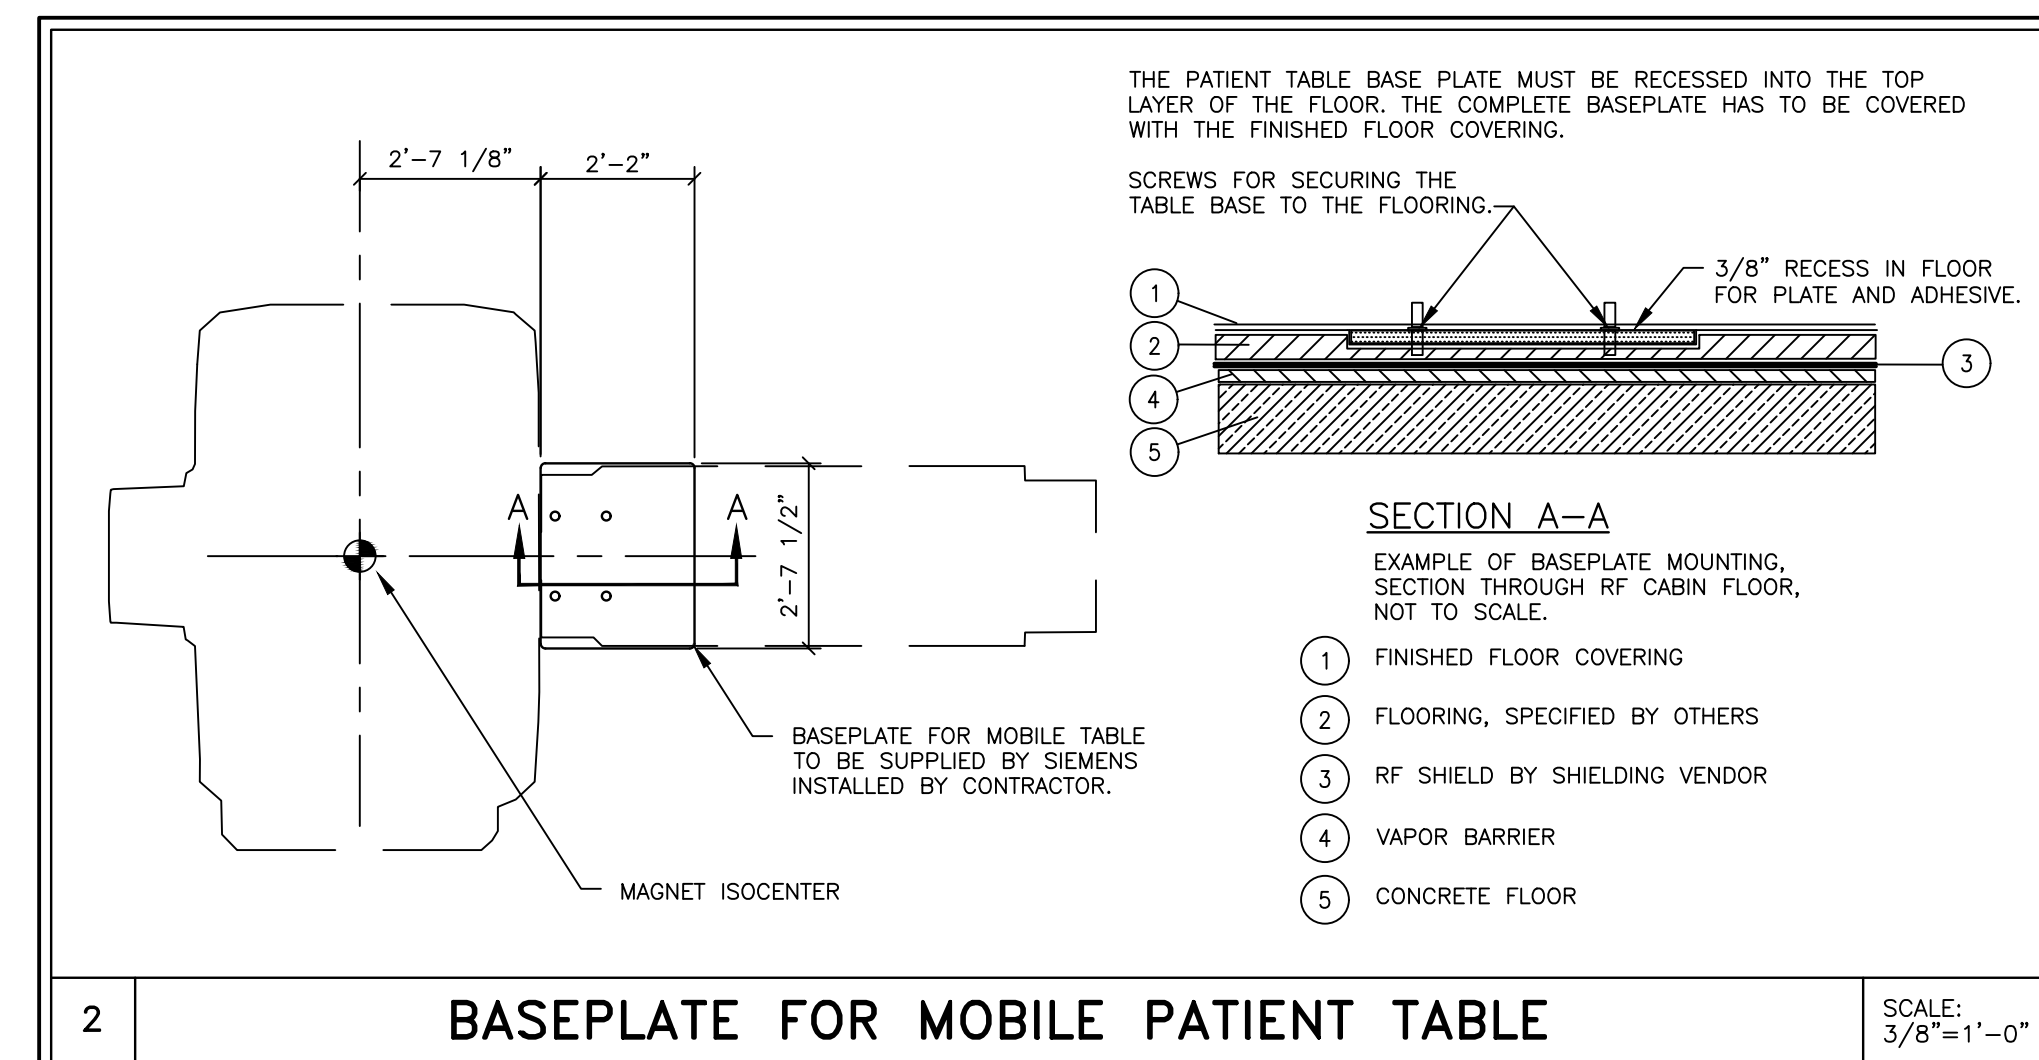 THE PATIENT TABLE BASE PLATE MUST BE RECESSED INTO THE TOP
LAYER OF THE FLOOR. THE COMPLETE BASEPLATE HAS TO BE COVERED
WITH THE FINISHED FLOOR COVERING.
2'-7 1/8"
2'-2"
SCREWS FOR SECURING THE
TABLE BASE TO THE FLOORING.
3/8" RECESS IN FLOOR
FOR PLATE AND ADHESIVE.
1
2
3
4
5
A
A
2'-7 1/2"
SECTION A-A
EXAMPLE OF BASEPLATE MOUNTING,
SECTION THROUGH RF CABIN FLOOR,
NOT TO SCALE.
1 FINISHED FLOOR COVERING
2 FLOORING, SPECIFIED BY OTHERS
3 RF SHIELD BY SHIELDING VENDOR
4 VAPOR BARRIER
5 CONCRETE FLOOR
BASEPLATE FOR MOBILE TABLE
TO BE SUPPLIED BY SIEMENS
INSTALLED BY CONTRACTOR.
MAGNET ISOCENTER
2
BASEPLATE FOR MOBILE PATIENT TABLE
SCALE:
3/8"=1'-0"